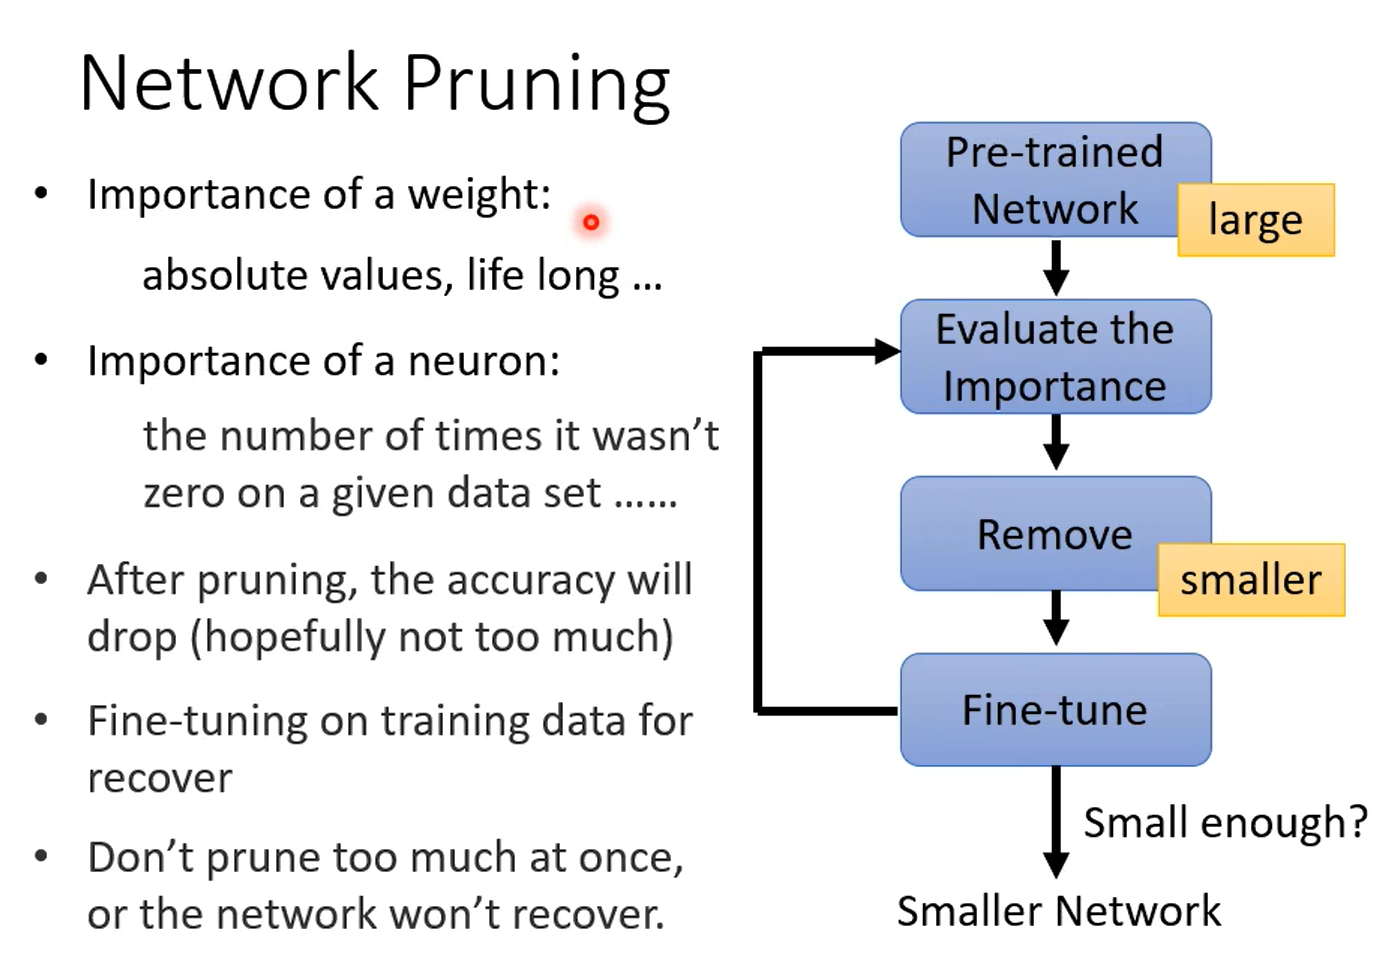 Network Pruning
• Importance of a weight:
absolute values, life long ...
• Importance of a neuron:
the number of times it wasn’t
zero on a given data set ......
• After pruning, the accuracy will
drop (hopefully not too much)
• Fine-tuning on training data for
recover
• Don’t prune too much at once,
or the network won’t recover.
Pre-trained
Network
large
Evaluate the
Importance
Remove
smaller
Fine-tune
Small enough?
Smaller Network